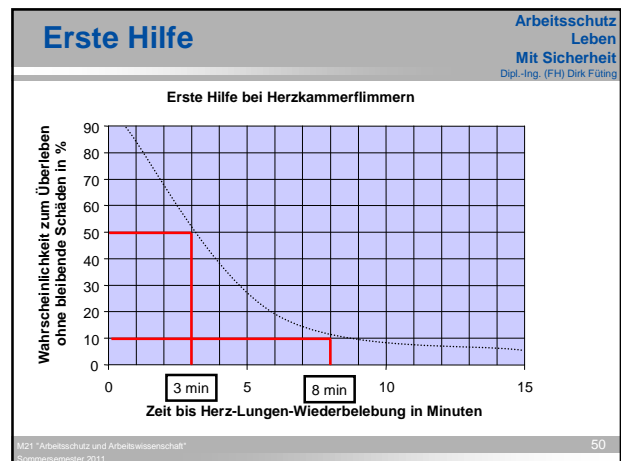 Erste Hilfe
Arbeitsschutz
Leben
Mit Sicherheit
Dipl.-Ing. (FH) Dirk Füting
Erste Hilfe bei Herzkammerflimmern
Wahrscheinlichkeit zum Überleben
ohne bleibende Schäden in %
90
80
70
60
50
40
30
20
10
0
0 3 min 5 8 min 10 15
Zeit bis Herz-Lungen-Wiederbelebung in Minuten
M21 "Arbeitsschutz und Arbeitswissenschaft" 50
Sommersemester 2011